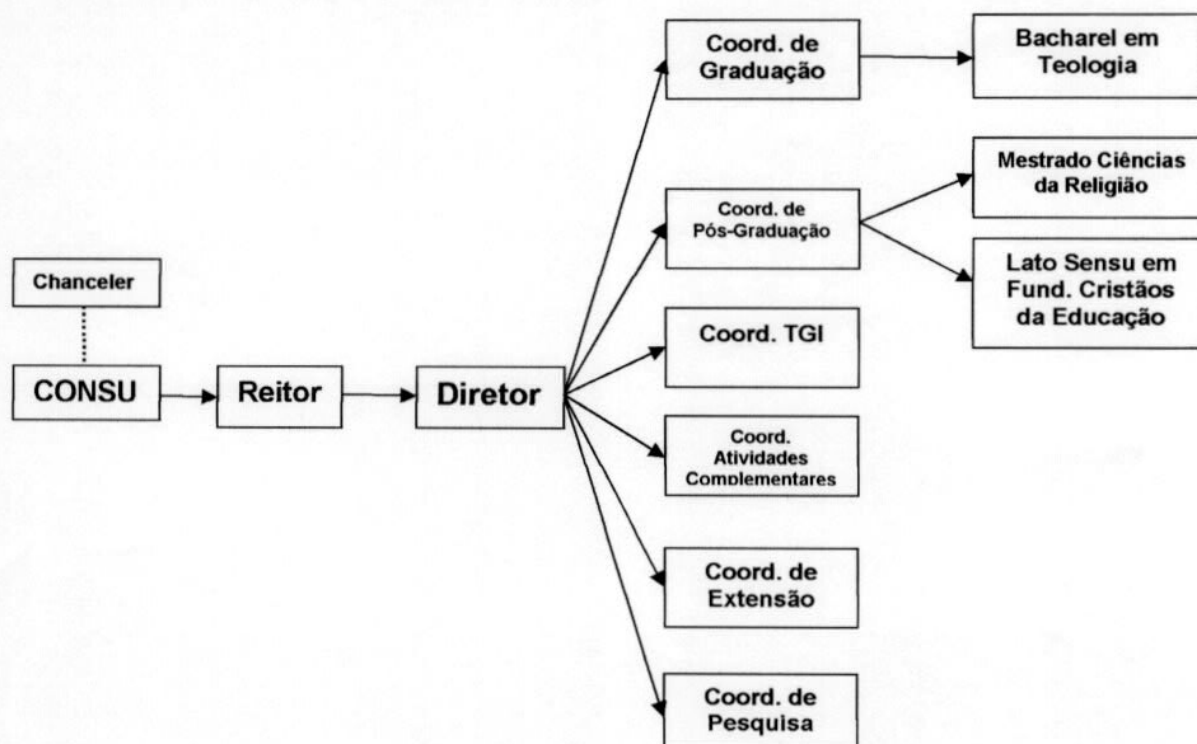 Chanceler
CONSU
Reitor
Diretor
Coord. de
Graduação
Bacharel em
Teologia
Coord. de
Pós-Graduação
Mestrado Ciências
da Religião
Lato Sensu em
Fund. Cristãos
da Educação
Coord. TGI
Coord.
Atividades
Complementares
Coord. de
Extensão
Coord. de
Pesquisa